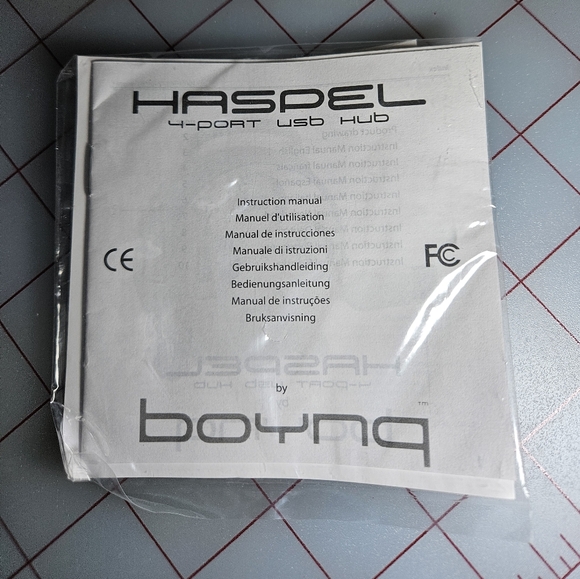 HASPEL
4-PORT USB HUB
Instruction manual
Manuel d'utilisation
Manual de instrucciones
Manuale di istruzioni
Gebruikshandleiding
Bedienungsanleitung
Manual de instruções
Bruksanvisning
CE
FC
by
boynq™